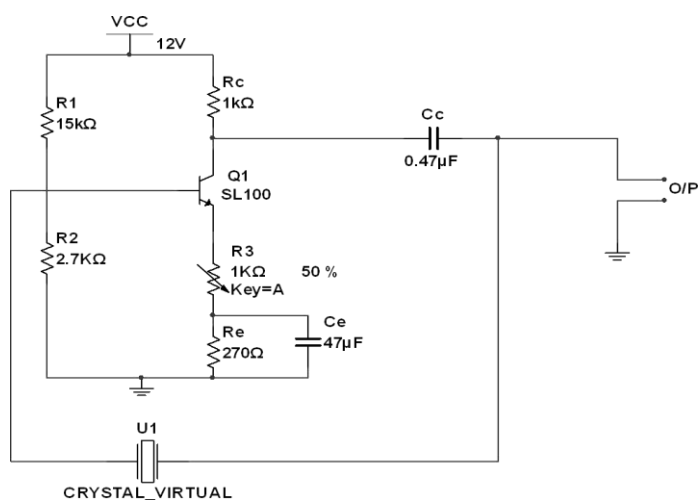 VCC
12V
R1
15kΩ
Rc
1kΩ
Cc
0.47µF
Q1
SL100
O/P
R2
2.7KΩ
R3
1KΩ
50 %
Key=A
Re
270Ω
Ce
47µF
U1
CRYSTAL_VIRTUAL